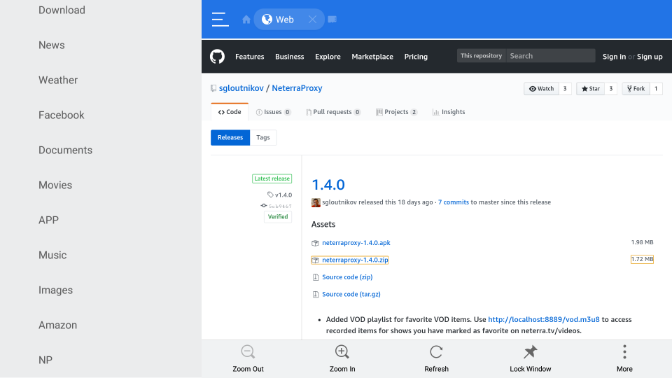 Download
News
Weather
Facebook
Documents
Movies
APP
Music
Images
Amazon
NP
Web
Features Business Explore Marketplace Pricing This repository Search Sign in or Sign up
sgloutnikov / NeterraProxy Watch 3 Star 3 Fork 1
Code Issues 0 Pull requests 0 Projects 2 Insights
Releases Tags
Latest release
v1.4.0
Verified
1.4.0
sgloutnikov released this 18 days ago · 7 commits to master since this release
Assets
neterraproxy-1.4.0.apk 1.90 MB
neterraproxy-1.4.0.zip 1.72 MB
Source code (zip)
Source code (tar.gz)
• Added VOD playlist for favorite VOD items. Use http://localhost:8889/vod.m3u8 to access
recorded items for shows you have marked as favorite on neterra.tv/videos.
Zoom Out Zoom In Refresh Lock Window More